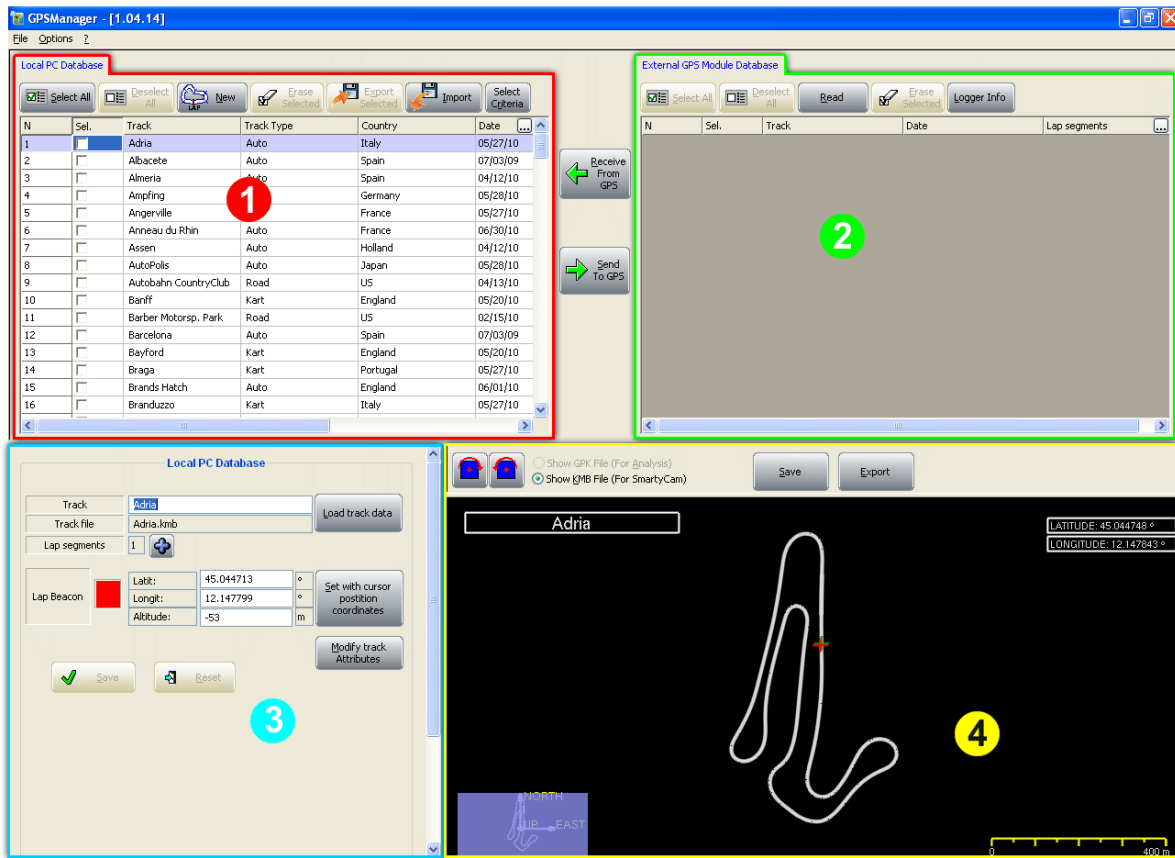 GPSManager - [1.04.14]
File Options ?
Local PC Database
Select All
Deselect All
LAP
New
Erase Selected
Export Selected
Import
Select Criteria
N Sel. Track Track Type Country Date ...
1 Adria Auto Italy 05/27/10
2 Albacete Auto Spain 07/03/09
3 Almeria Auto Spain 04/12/10
4 Ampfing Germany 05/28/10
5 Angerville France 05/27/10
6 Anneau du Rhin Auto France 06/30/10
7 Assen Auto Holland 04/12/10
8 AutoPolis Auto Japan 05/28/10
9 Autobahn CountryClub Road US 04/13/10
10 Banff Kart England 05/20/10
11 Barber Motorsp. Park Road US 02/15/10
12 Barcelona Auto Spain 07/03/09
13 Bayford Kart England 05/20/10
14 Braga Kart Portugal 05/27/10
15 Brands Hatch Auto England 06/01/10
16 Branduzzo Kart Italy 05/27/10
1
Receive
From
GPS
Send
To GPS
External GPS Module Database
Select All
Deselect All
Read
Erase Selected
Logger Info
N Sel. Track Date Lap segments ...
2
Local PC Database
Track Adria
Load track data
Track file Adria.kmb
Lap segments 1
Lap Beacon
Latit: 45.044713 °
Longit: 12.147799 °
Altitude: -53 m
Set with cursor
postition
coordinates
Modify track
Attributes
Save
Reset
3
Show GPK File (For Analysis)
Show KMB File (For SmartyCam)
Save
Export
Adria
LATITUDE: 45.044748 °
LONGITUDE: 12.147843 °
4
NORTH
UP EAST
0 400 m